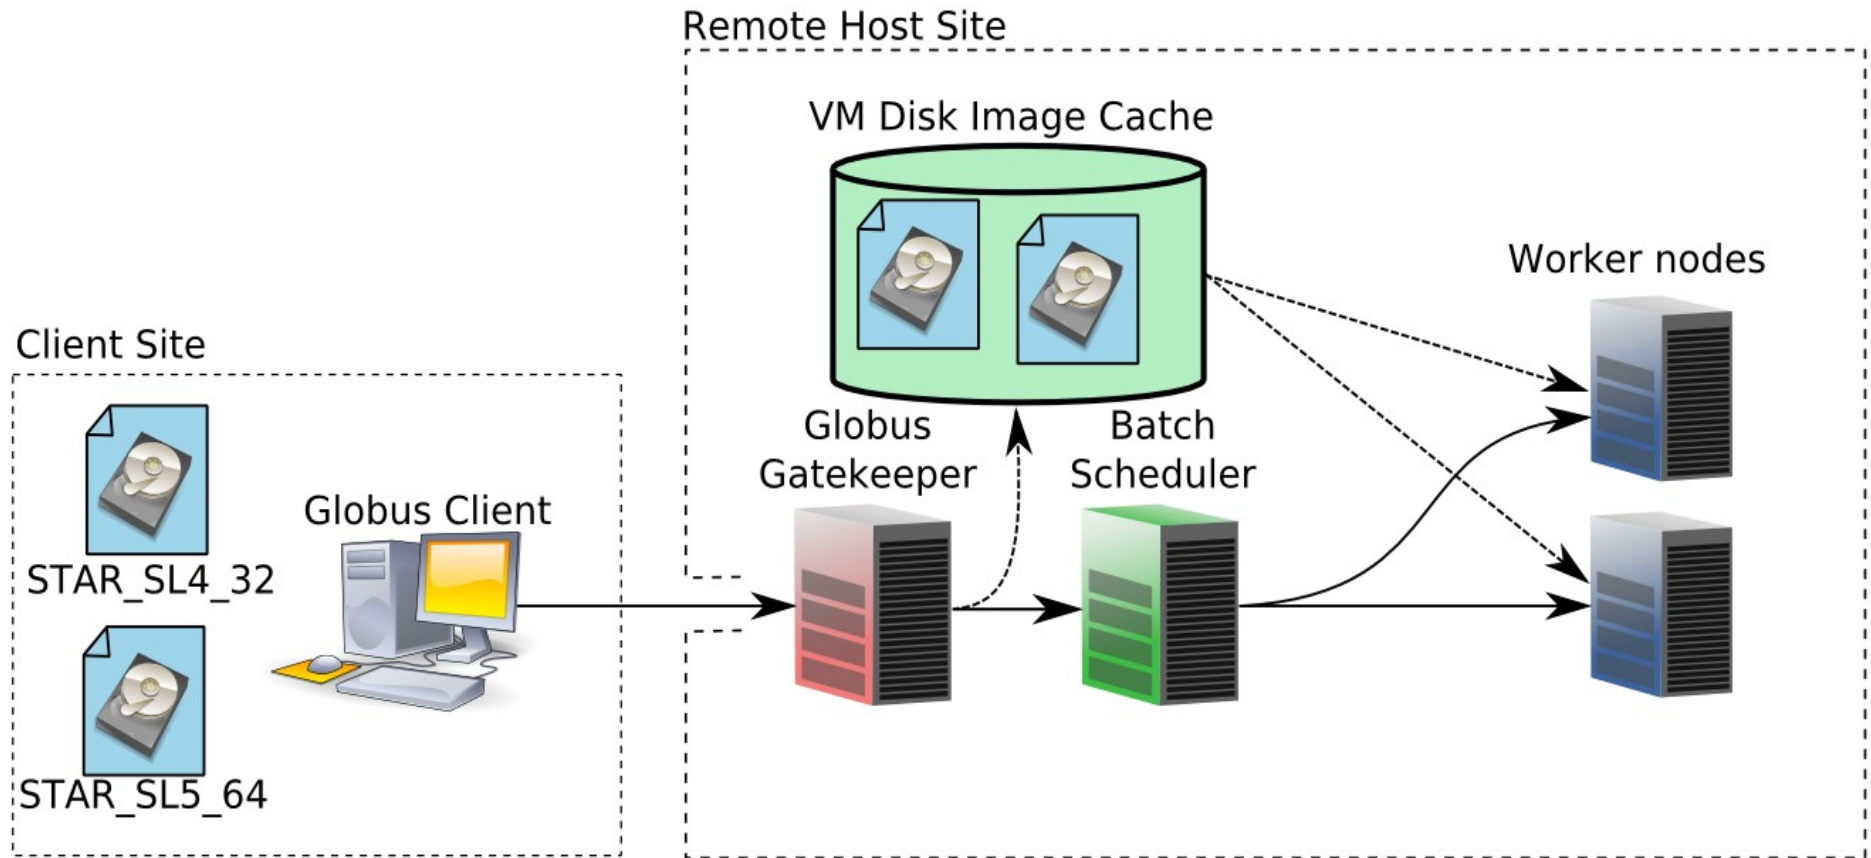 Remote Host Site
VM Disk Image Cache
Worker nodes
Client Site
Globus
Gatekeeper
Batch
Scheduler
Globus Client
STAR_SL4_32
STAR_SL5_64